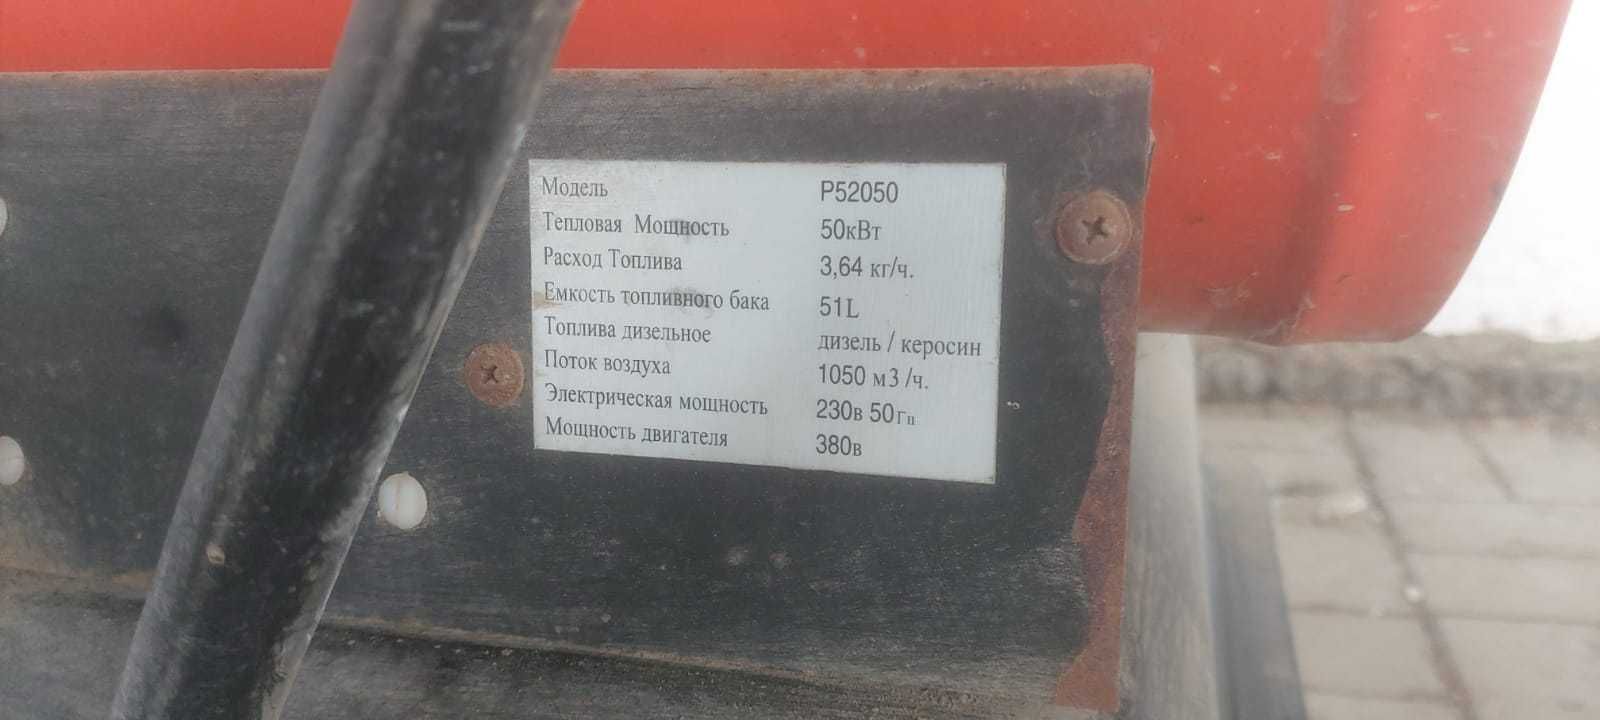 Модель P52050
Тепловая Мощность 50кВт
Расход Топлива 3,64 кг/ч.
Емкость топливного бака 51L
Топлива дизельное дизель / керосин
Поток воздуха 1050 м3 /ч.
Электрическая мощность 230в 50Гц
Мощность двигателя 380в